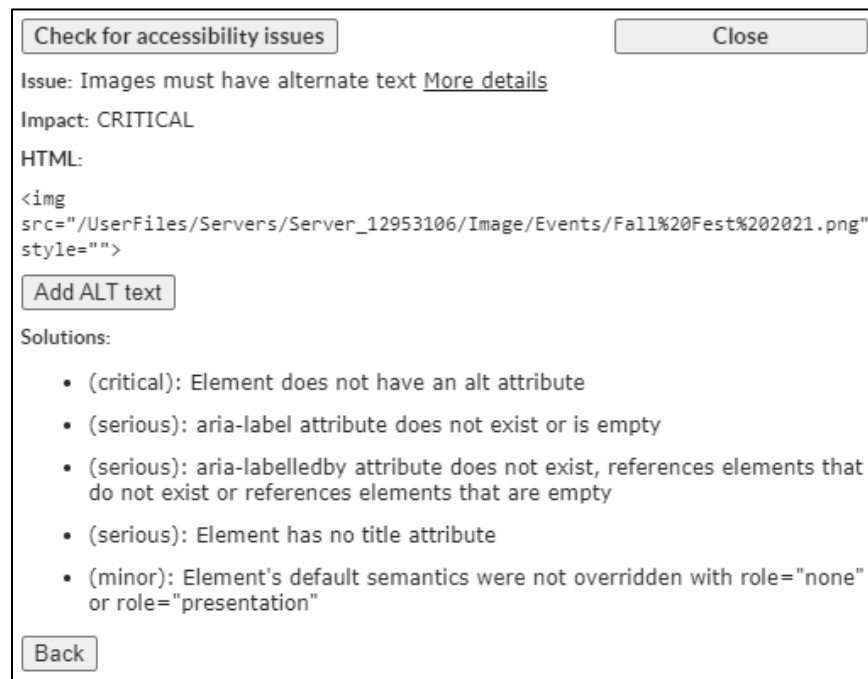 Check for accessibility issues
Close
Issue: Images must have alternate text More details
Impact: CRITICAL
HTML:
<img
src="/UserFiles/Servers/Server_12953106/Image/Events/Fall%20Fest%202021.png"
style="">
Add ALT text
Solutions:
• (critical): Element does not have an alt attribute
• (serious): aria-label attribute does not exist or is empty
• (serious): aria-labelledby attribute does not exist, references elements that
do not exist or references elements that are empty
• (serious): Element has no title attribute
• (minor): Element's default semantics were not overridden with role="none"
or role="presentation"
Back